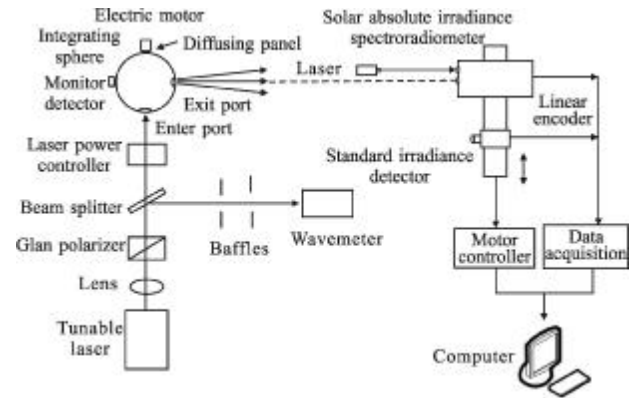 Electric motor
Integrating
sphere
Diffusing panel
Monitor
detector
Exit port
Enter port
Laser power
controller
Beam splitter
Glan polarizer
Lens
Tunable
laser
Baffles
Wavemeter
Solar absolute irradiance
spectroradiometer
Laser
Linear
encoder
Standard irradiance
detector
Motor
controller
Data
acquisition
Computer